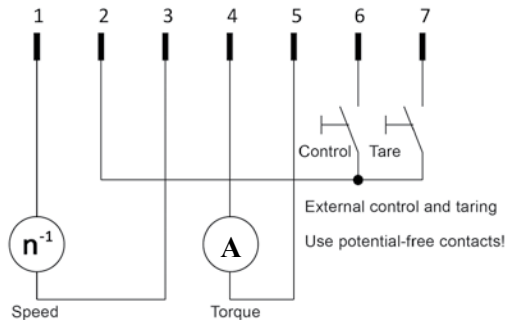 1 2 3 4 5 6 7
Control Tare
External control and taring
n⁻¹ A Use potential-free contacts!
Speed Torque